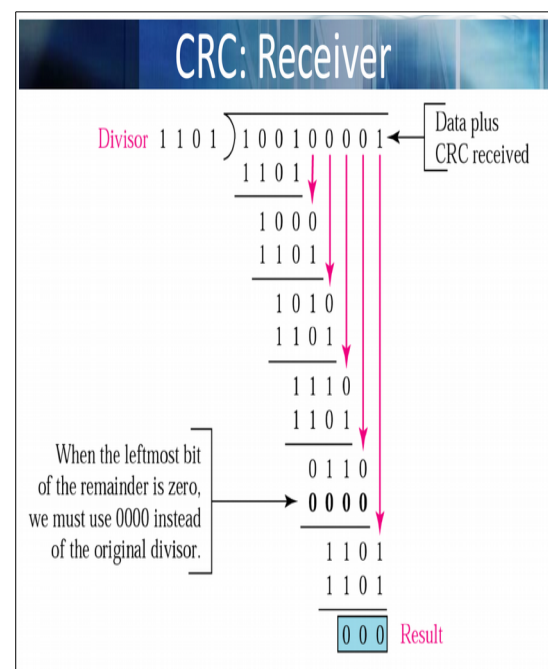 CRC: Receiver
Divisor 1 1 0 1 ) 1 0 0 1 0 0 0 0 1
Data plus
CRC received
1 1 0 1
1 0 0 0
1 1 0 1
1 0 1 0
1 1 0 1
1 1 1 0
1 1 0 1
When the leftmost bit
of the remainder is zero,
we must use 0000 instead
of the original divisor.
0 1 1 0
0 0 0 0
1 1 0 1
1 1 0 1
0 0 0 Result